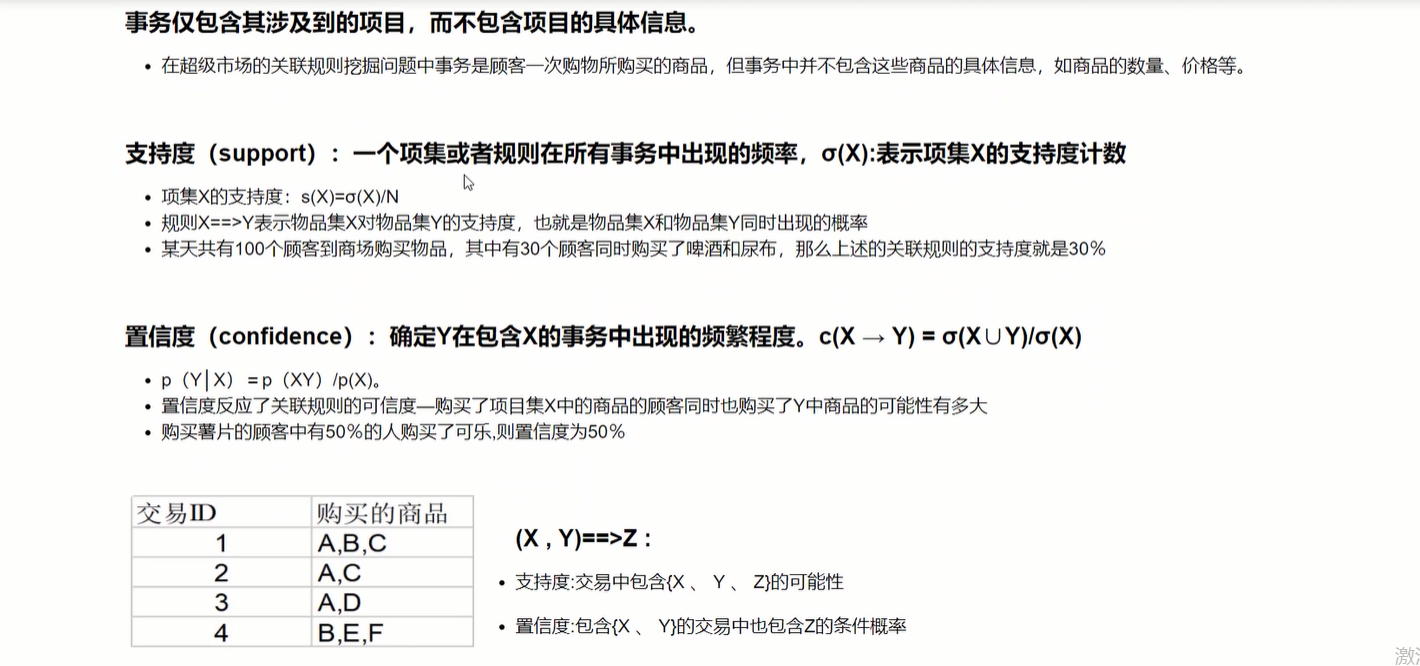 事务仅包含其涉及到的项目，而不包含项目的具体信息。
• 在超级市场的关联规则挖掘问题中事务是顾客一次购物所购买的商品，但事务中并不包含这些商品的具体信息，如商品的数量、价格等。
支持度（support）：一个项集或者规则在所有事务中出现的频率，σ(X):表示项集X的支持度计数
• 项集X的支持度：s(X)=σ(X)/N
• 规则X==>Y表示物品集X对物品集Y的支持度，也就是物品集X和物品集Y同时出现的概率
• 某天共有100个顾客到商场购买物品，其中有30个顾客同时购买了啤酒和尿布，那么上述的关联规则的支持度就是30%
置信度（confidence）：确定Y在包含X的事务中出现的频繁程度。c(X → Y) = σ(X∪Y)/σ(X)
• p（Y│X）=p（XY）/p(X)。
• 置信度反应了关联规则的可信度—购买了项目集X中的商品的顾客同时也购买了Y中商品的可能性有多大
• 购买薯片的顾客中有50%的人购买了可乐,则置信度为50%
交易ID 购买的商品
1 A,B,C
2 A,C
3 A,D
4 B,E,F
(X , Y)==>Z：
• 支持度:交易中包含{X 、 Y 、 Z}的可能性
• 置信度:包含{X 、 Y}的交易中也包含Z的条件概率